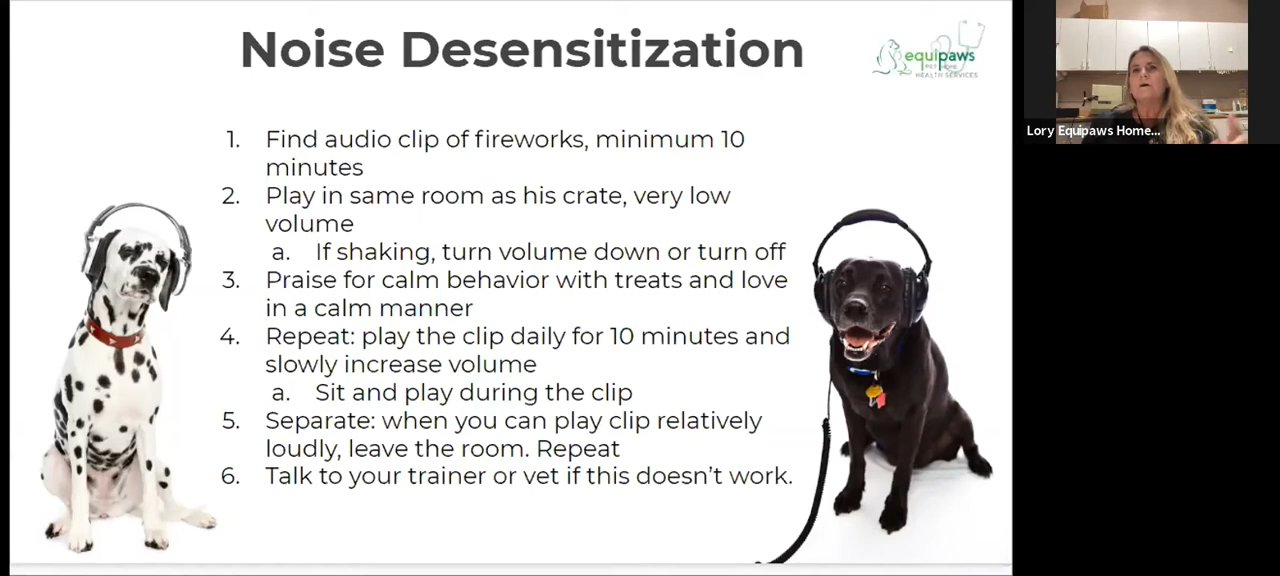 Noise Desensitization
equipaws
PET HOME
HEALTH SERVICES
1. Find audio clip of fireworks, minimum 10
minutes
2. Play in same room as his crate, very low
volume
a. If shaking, turn volume down or turn off
3. Praise for calm behavior with treats and love
in a calm manner
4. Repeat: play the clip daily for 10 minutes and
slowly increase volume
a. Sit and play during the clip
5. Separate: when you can play clip relatively
loudly, leave the room. Repeat
6. Talk to your trainer or vet if this doesn’t work.
Lory Equipaws Home...